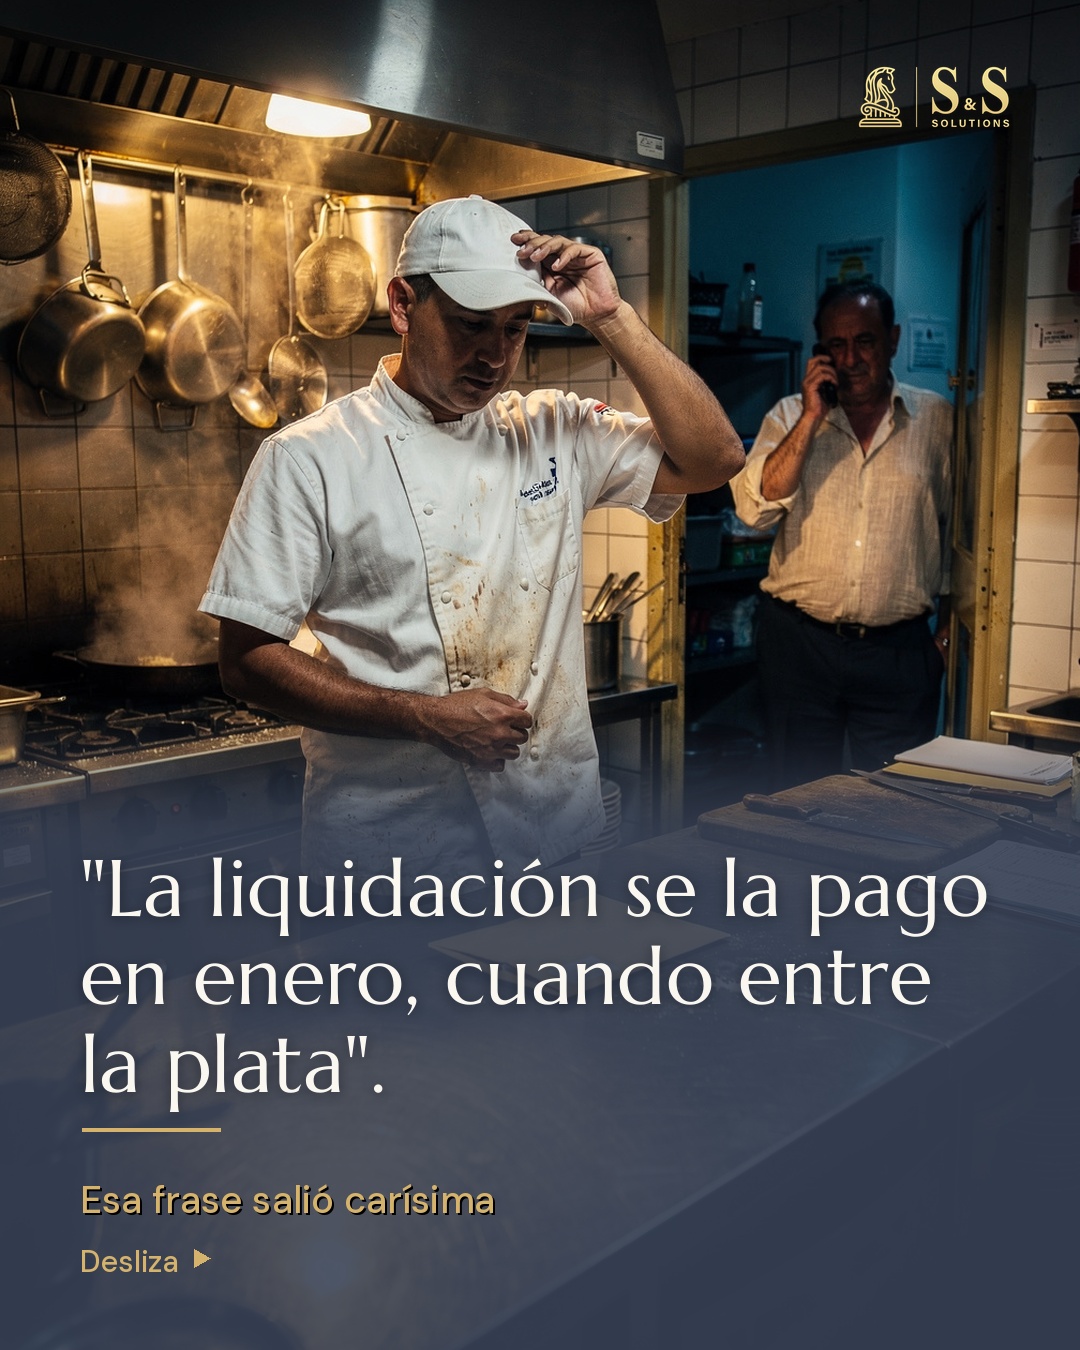 S&S
SOLUTIONS
"La liquidación se la pago
en enero, cuando entre
la plata".
Esa frase salió carísima
Desliza